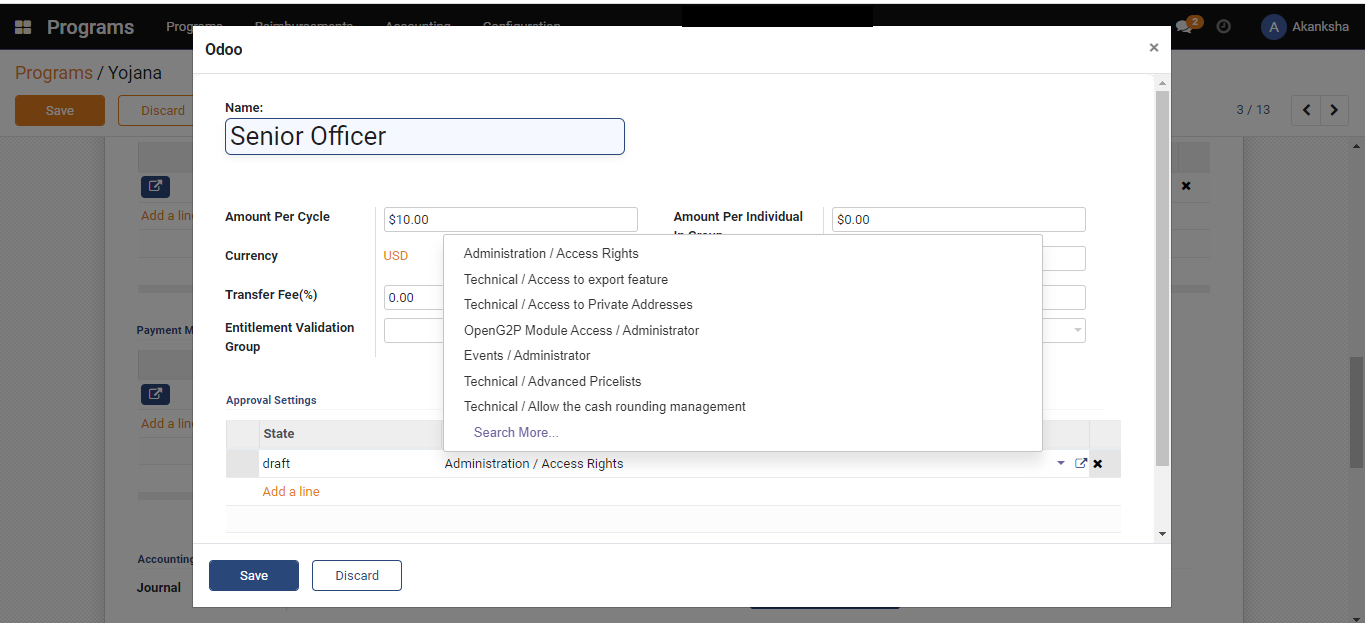 Programs Programs Reimbursements Accounting Configuration 2 A Akanksha
Odoo ×
Programs / Yojana
Save Discard 3 / 13
Name:
Senior Officer
Add a line
Amount Per Cycle $10.00 Amount Per Individual $0.00
In Group
Currency USD
Transfer Fee(%) 0.00
Entitlement Validation
Group
Payment M
Administration / Access Rights
Technical / Access to export feature
Technical / Access to Private Addresses
OpenG2P Module Access / Administrator
Events / Administrator
Technical / Advanced Pricelists
Technical / Allow the cash rounding management
Search More...
Approval Settings
Add a line
State
draft Administration / Access Rights
Add a line
Accounting
Journal
Save Discard